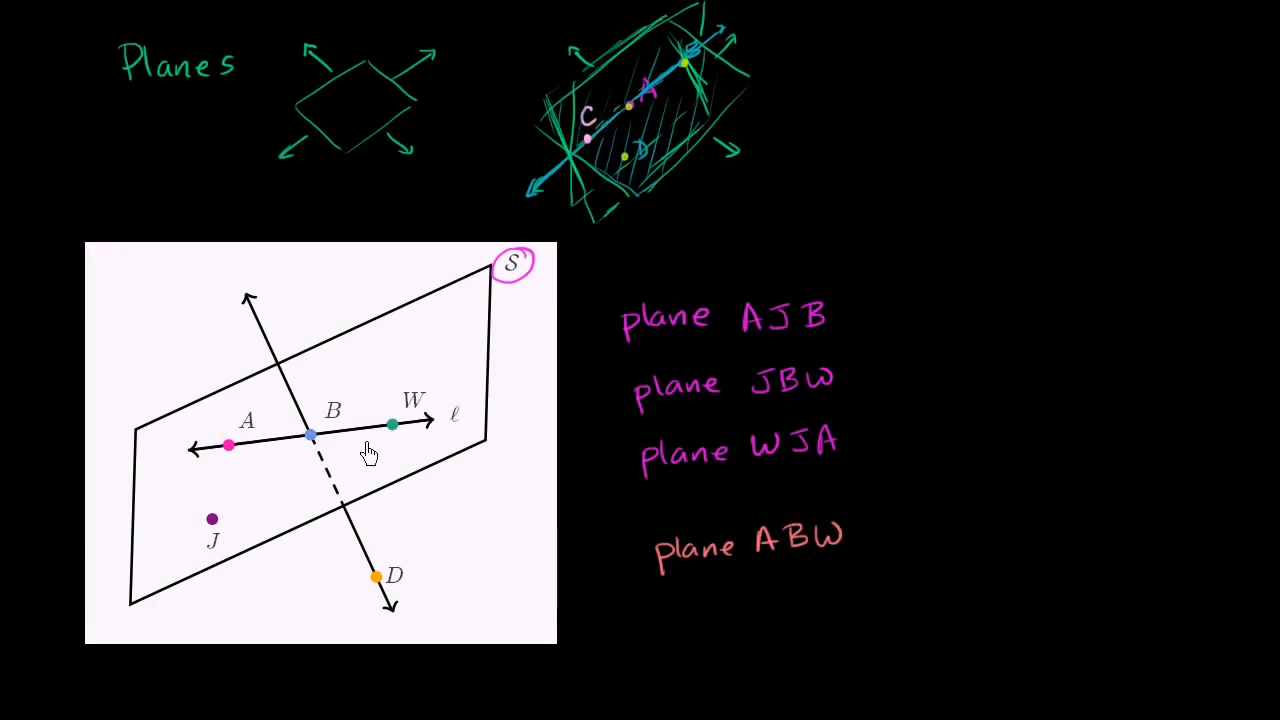 Planes
B
A
C
D
S
A
B
W
ℓ
J
D
plane AJB
plane JBW
plane WJA
plane ABW